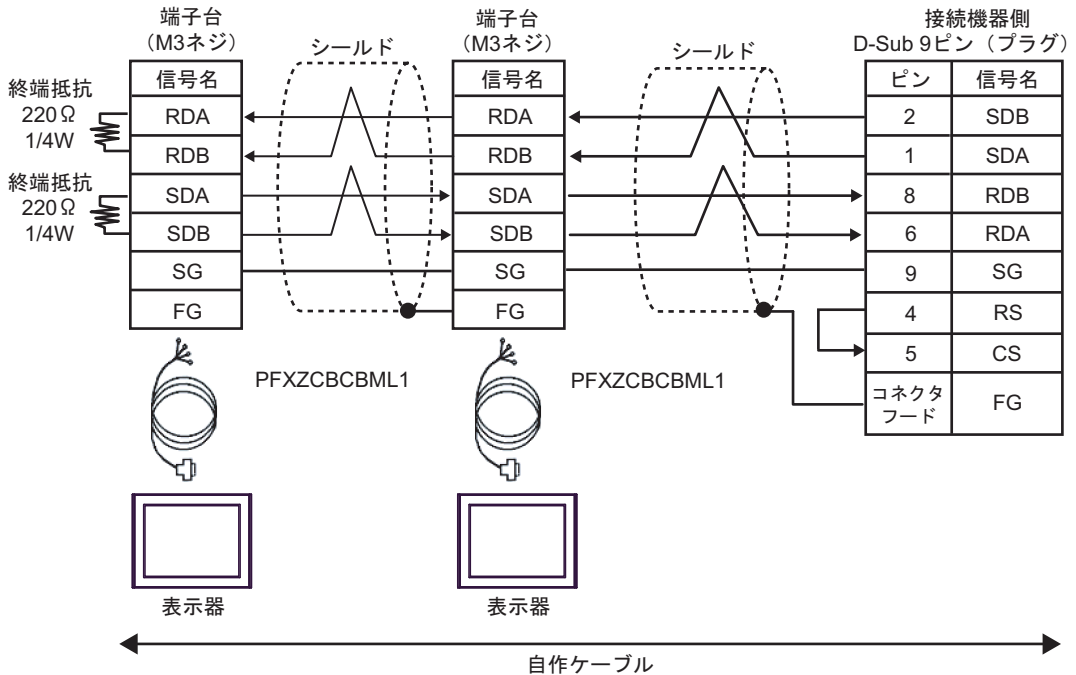 端子台
（M3ネジ）
シールド
端子台
（M3ネジ）
シールド
接続機器側
D-Sub 9ピン（プラグ）
終端抵抗
220Ω
1/4W
終端抵抗
220Ω
1/4W
信号名
RDA
RDB
SDA
SDB
SG
FG
信号名
RDA
RDB
SDA
SDB
SG
FG
ピン 信号名
2 SDB
1 SDA
8 RDB
6 RDA
9 SG
4 RS
5 CS
コネクタ
フード FG
PFXZCBCBML1
PFXZCBCBML1
表示器
表示器
自作ケーブル